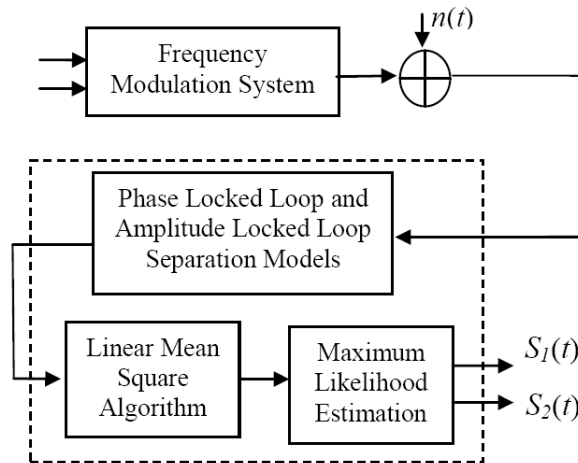 n(t)
Frequency
Modulation System
Phase Locked Loop and
Amplitude Locked Loop
Separation Models
Linear Mean
Square
Algorithm
Maximum
Likelihood
Estimation
S1(t)
S2(t)